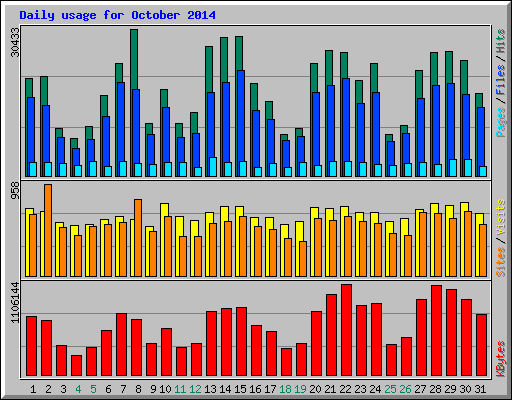 Daily usage for October 2014
30433
Pages / Files / Hits
958
Sites / Visits
1106144
KBytes
1 2 3 4 5 6 7 8 9 10 11 12 13 14 15 16 17 18 19 20 21 22 23 24 25 26 27 28 29 30 31